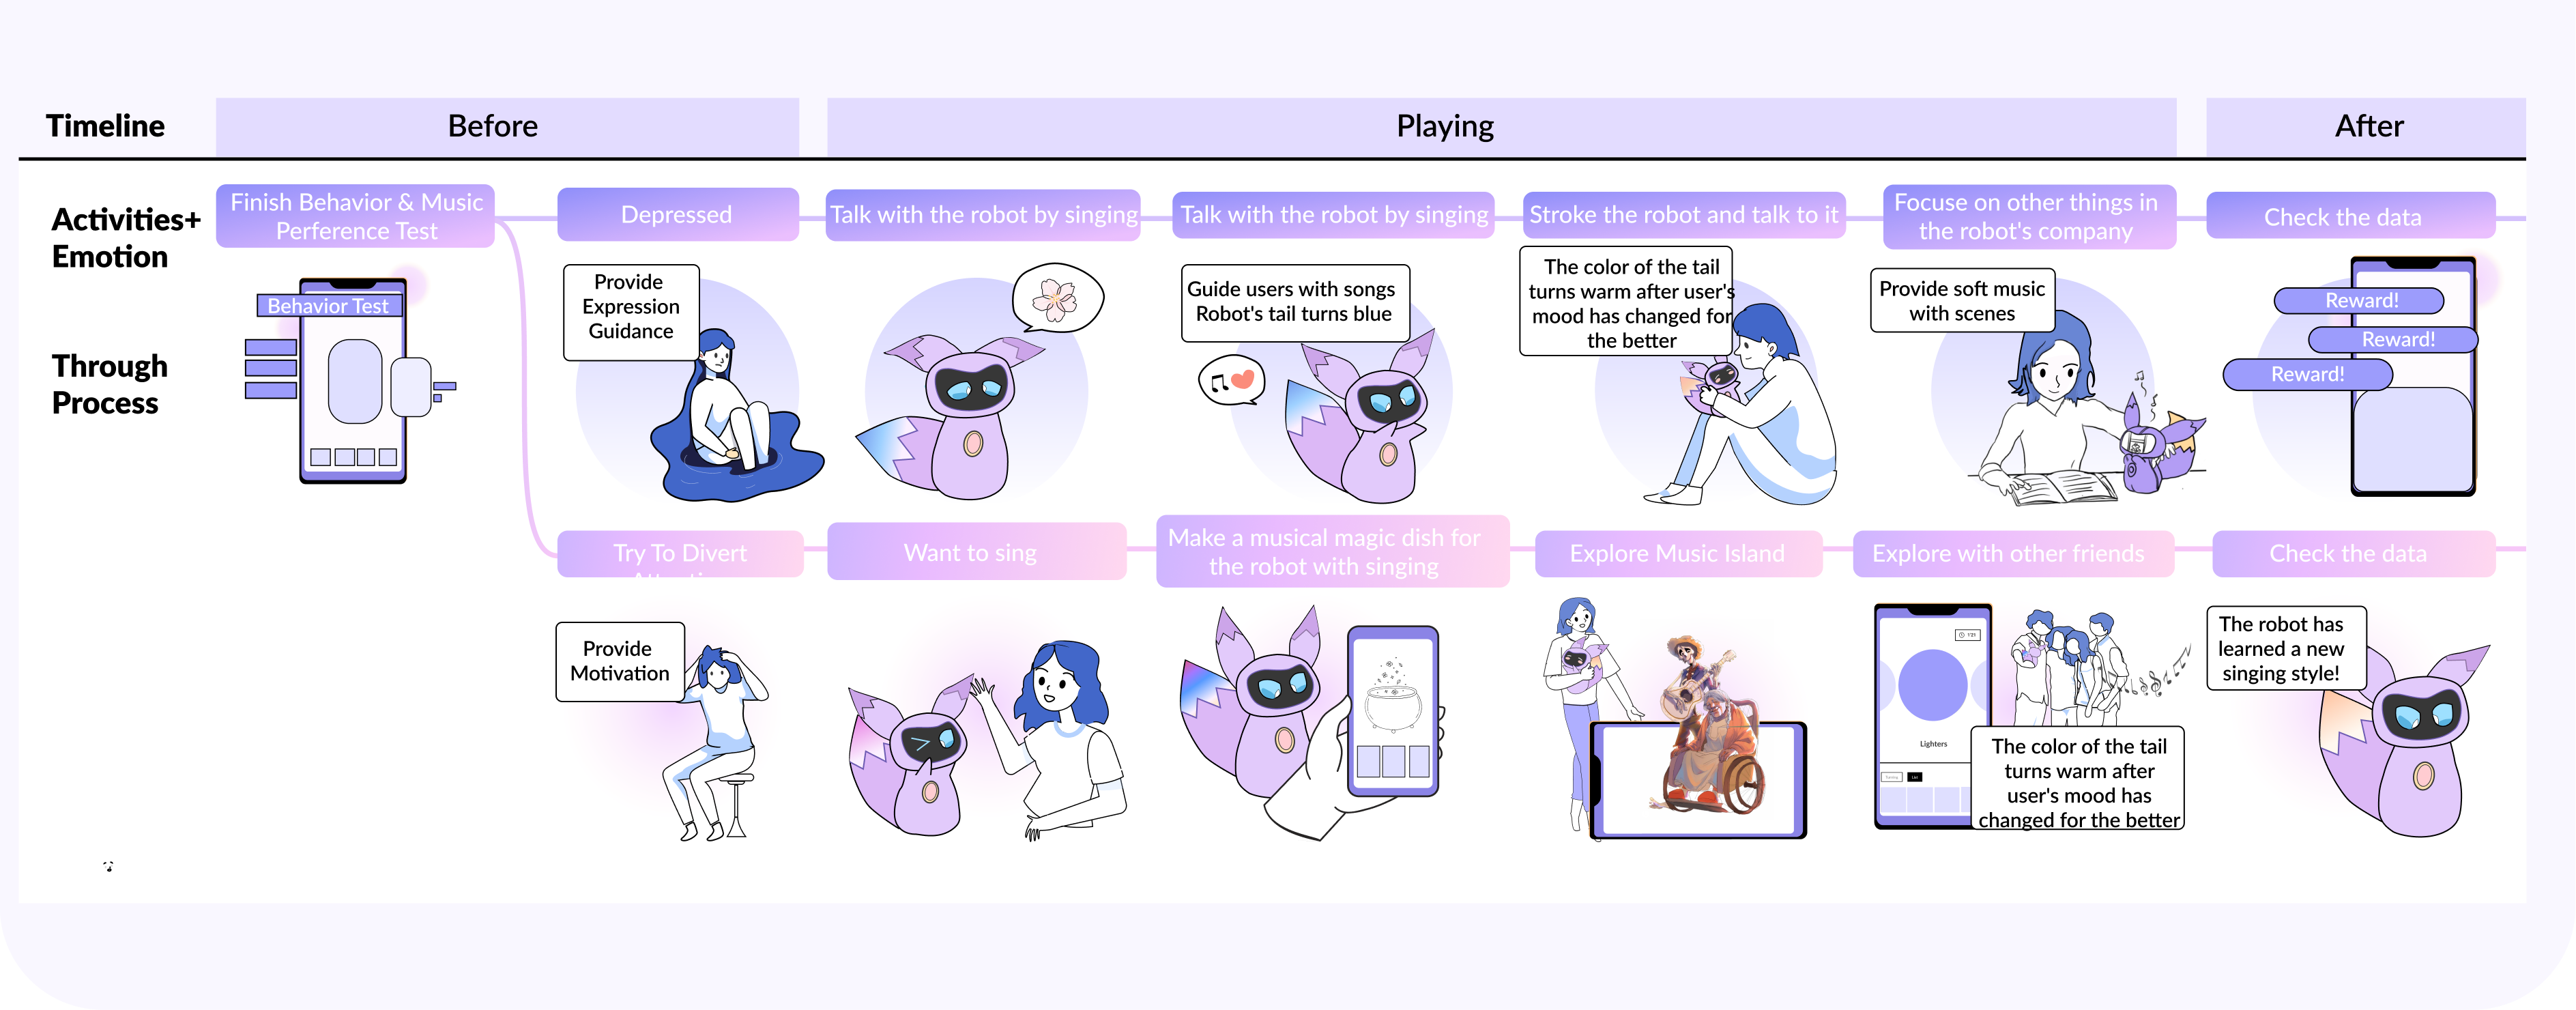 Timeline
Before
Playing
After
Activities+
Emotion
Through
Process
Finish Behavior & Music
Perference Test
Depressed
Talk with the robot by singing
Talk with the robot by singing
Stroke the robot and talk to it
Focuse on other things in
the robot's company
Check the data
Behavior Test
Provide
Expression
Guidance
Guide users with songs
Robot's tail turns blue
The color of the tail
turns warm after user's
mood has changed for
the better
Provide soft music
with scenes
Reward!
Reward!
Reward!
Try To Divert
Want to sing
Make a musical magic dish for
the robot with singing
Explore Music Island
Explore with other friends
Check the data
Provide
Motivation
Lighters
The color of the tail
turns warm after
user's mood has
changed for the better
The robot has
learned a new
singing style!